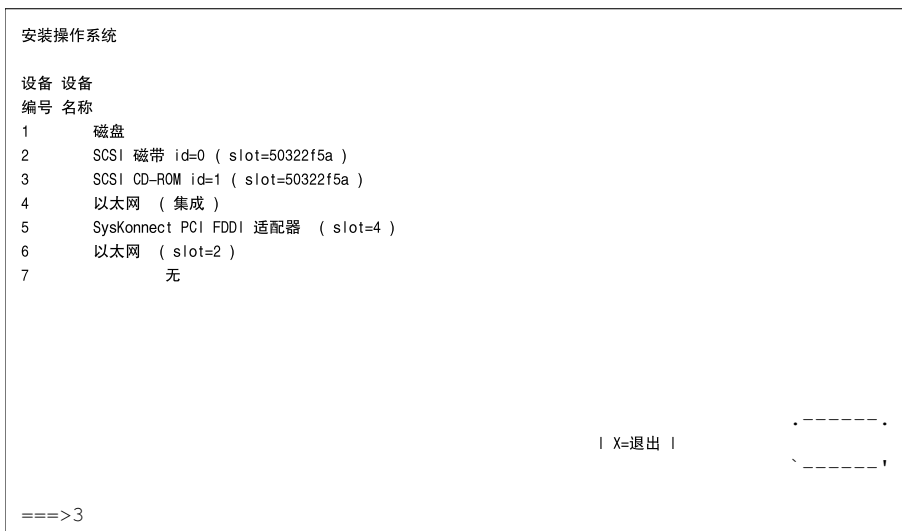 安装操作系统
设备 设备
编号 名称
1 磁盘
2 SCSI 磁带 id=0 ( slot=50322f5a )
3 SCSI CD-ROM id=1 ( slot=50322f5a )
4 以太网 ( 集成 )
5 SysKonnect PCI FDDI 适配器 ( slot=4 )
6 以太网 ( slot=2 )
7 无
.------.
| X=退出 |
`------'
===>3